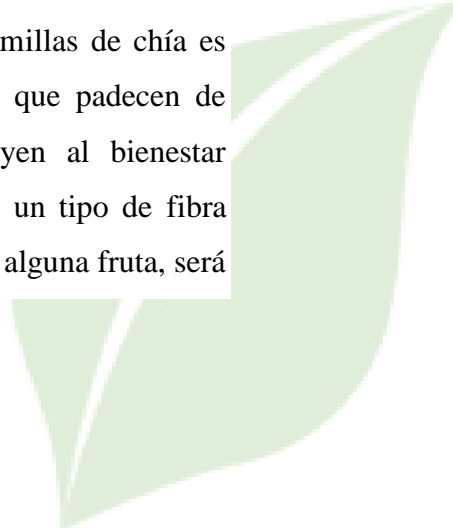 millas de chía es
que padecen de
yen al bienestar
un tipo de fibra
alguna fruta, será